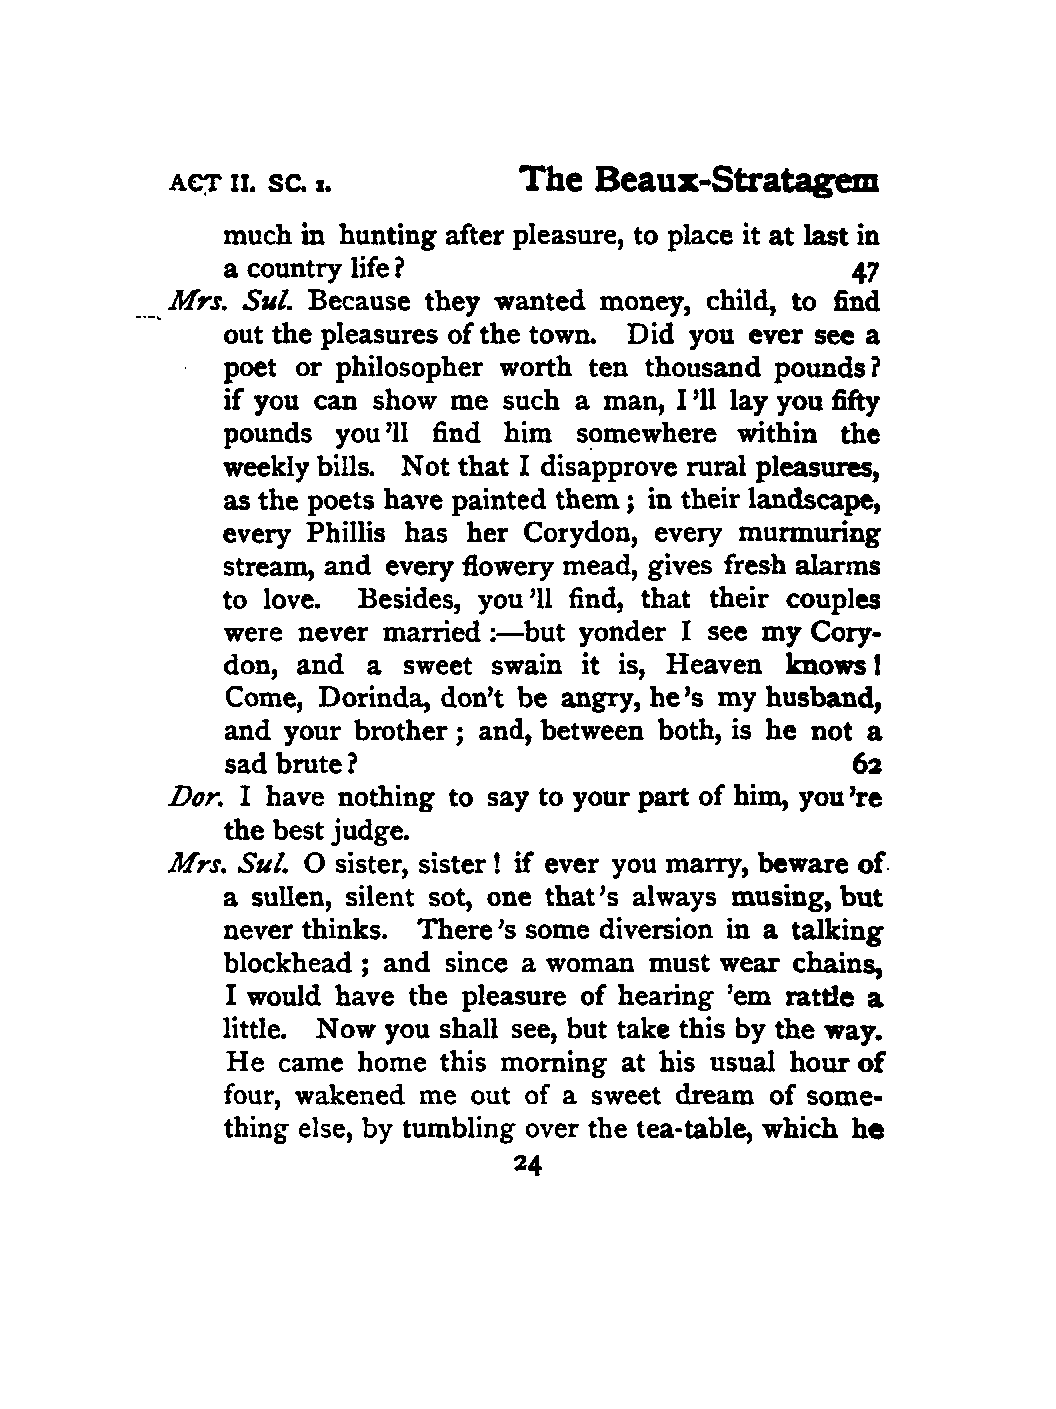 ACT II. SC. 1. The Beaux-Stratagem
much in hunting after pleasure, to place it at last in
a country life? 47
Mrs. Sul. Because they wanted money, child, to find
out the pleasures of the town. Did you ever see a
poet or philosopher worth ten thousand pounds?
if you can show me such a man, I'll lay you fifty
pounds you'll find him somewhere within the
weekly bills. Not that I disapprove rural pleasures,
as the poets have painted them; in their landscape,
every Phillis has her Corydon, every murmuring
stream, and every flowery mead, gives fresh alarms
to love. Besides, you'll find, that their couples
were never married:—but yonder I see my Cory-
don, and a sweet swain it is, Heaven knows!
Come, Dorinda, don't be angry, he's my husband,
and your brother; and, between both, is he not a
sad brute? 62
Dor. I have nothing to say to your part of him, you're
the best judge.
Mrs. Sul. O sister, sister! if ever you marry, beware of
a sullen, silent sot, one that's always musing, but
never thinks. There's some diversion in a talking
blockhead; and since a woman must wear chains,
I would have the pleasure of hearing 'em rattle a
little. Now you shall see, but take this by the way.
He came home this morning at his usual hour of
four, wakened me out of a sweet dream of some-
thing else, by tumbling over the tea-table, which he
24